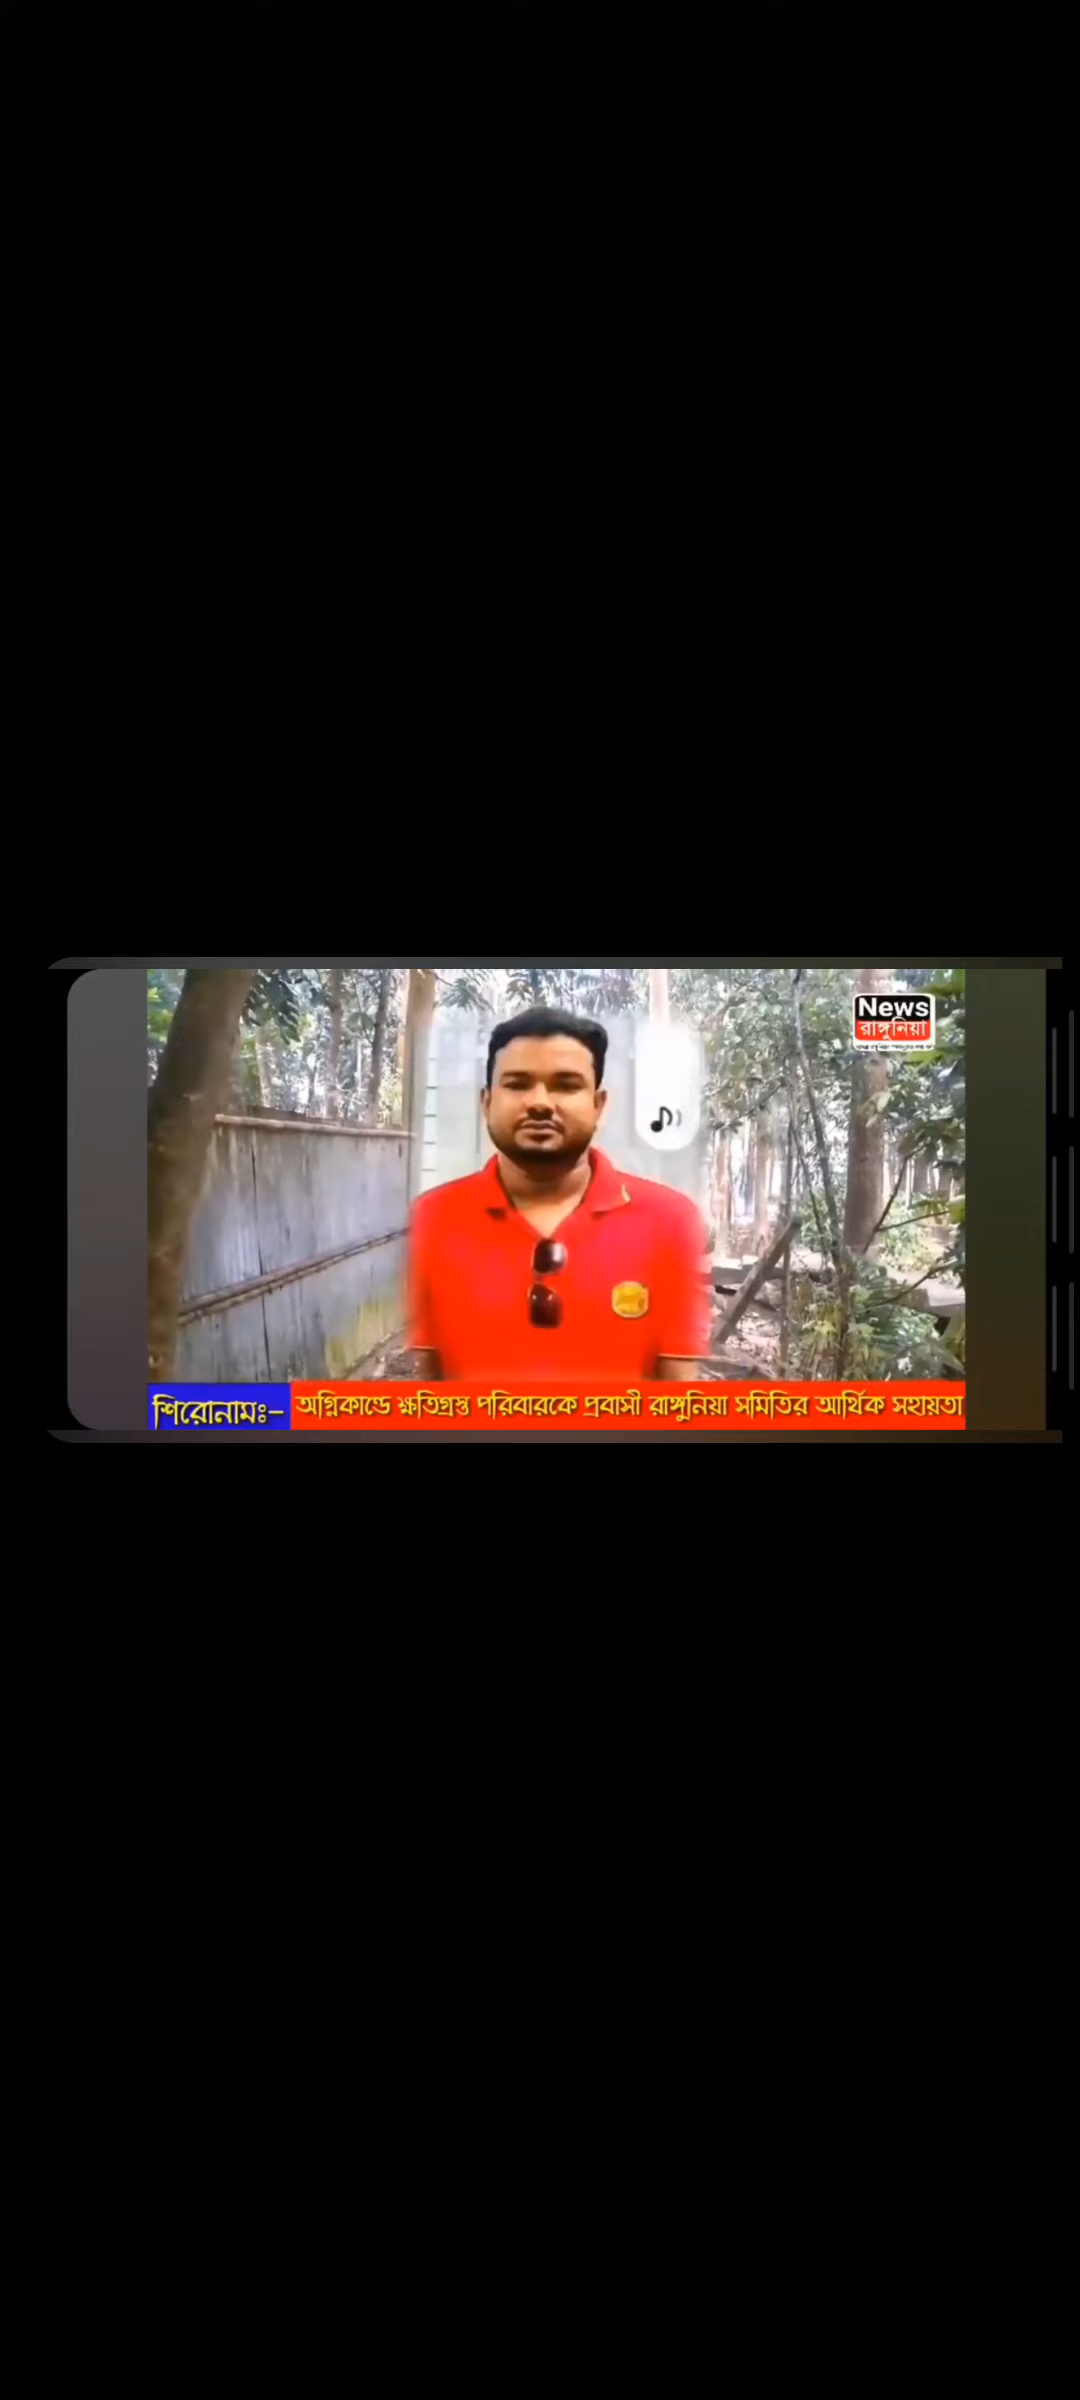 News
রাঙ্গুনিয়া
শিরোনামঃ– অগ্নিকান্ডে ক্ষতিগ্রস্ত পরিবারকে প্রবাসী রাঙ্গুনিয়া সমিতির আর্থিক সহায়তা